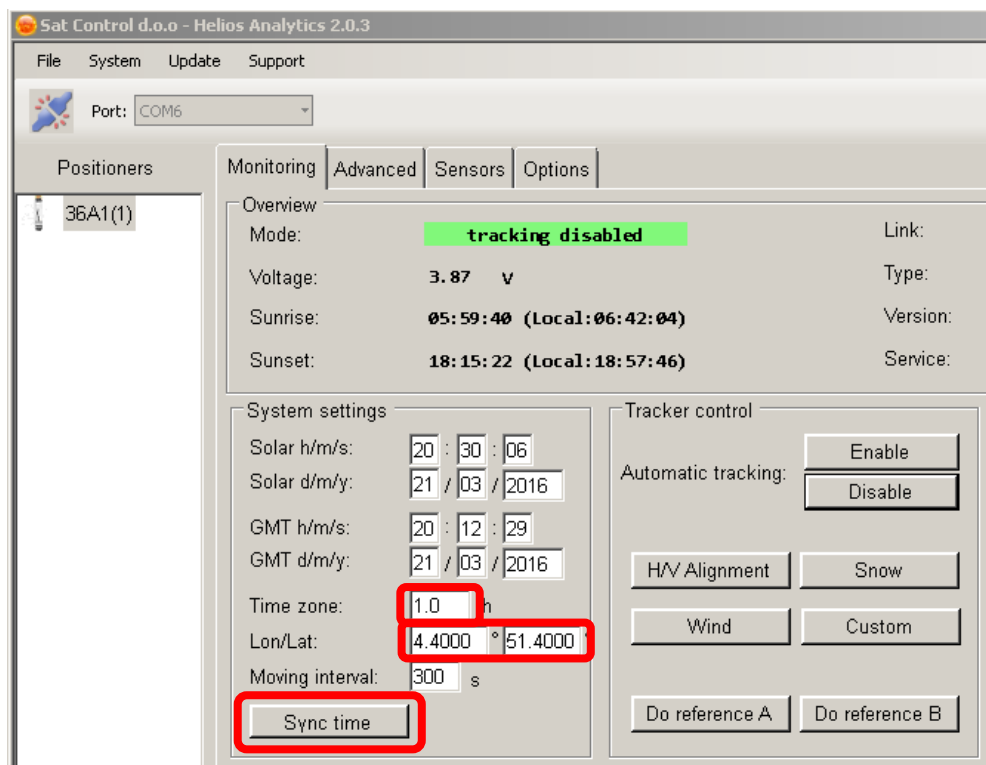 Sat Control d.o.o - Helios Analytics 2.0.3
File System Update Support
Port: COM6
Positioners
36A1(1)
Monitoring Advanced Sensors Options
Overview
Mode: tracking disabled Link:
Voltage: 3.87 V Type:
Sunrise: 05:59:40 (Local:06:42:04) Version:
Sunset: 18:15:22 (Local:18:57:46) Service:
System settings
Solar h/m/s: 20 : 30 : 06
Solar d/m/y: 21 / 03 / 2016
GMT h/m/s: 20 : 12 : 29
GMT d/m/y: 21 / 03 / 2016
Time zone: 1.0 h
Lon/Lat: 4.4000 ° 51.4000 °
Moving interval: 300 s
Sync time
Tracker control
Automatic tracking: Enable
Disable
H/V Alignment Snow
Wind Custom
Do reference A Do reference B